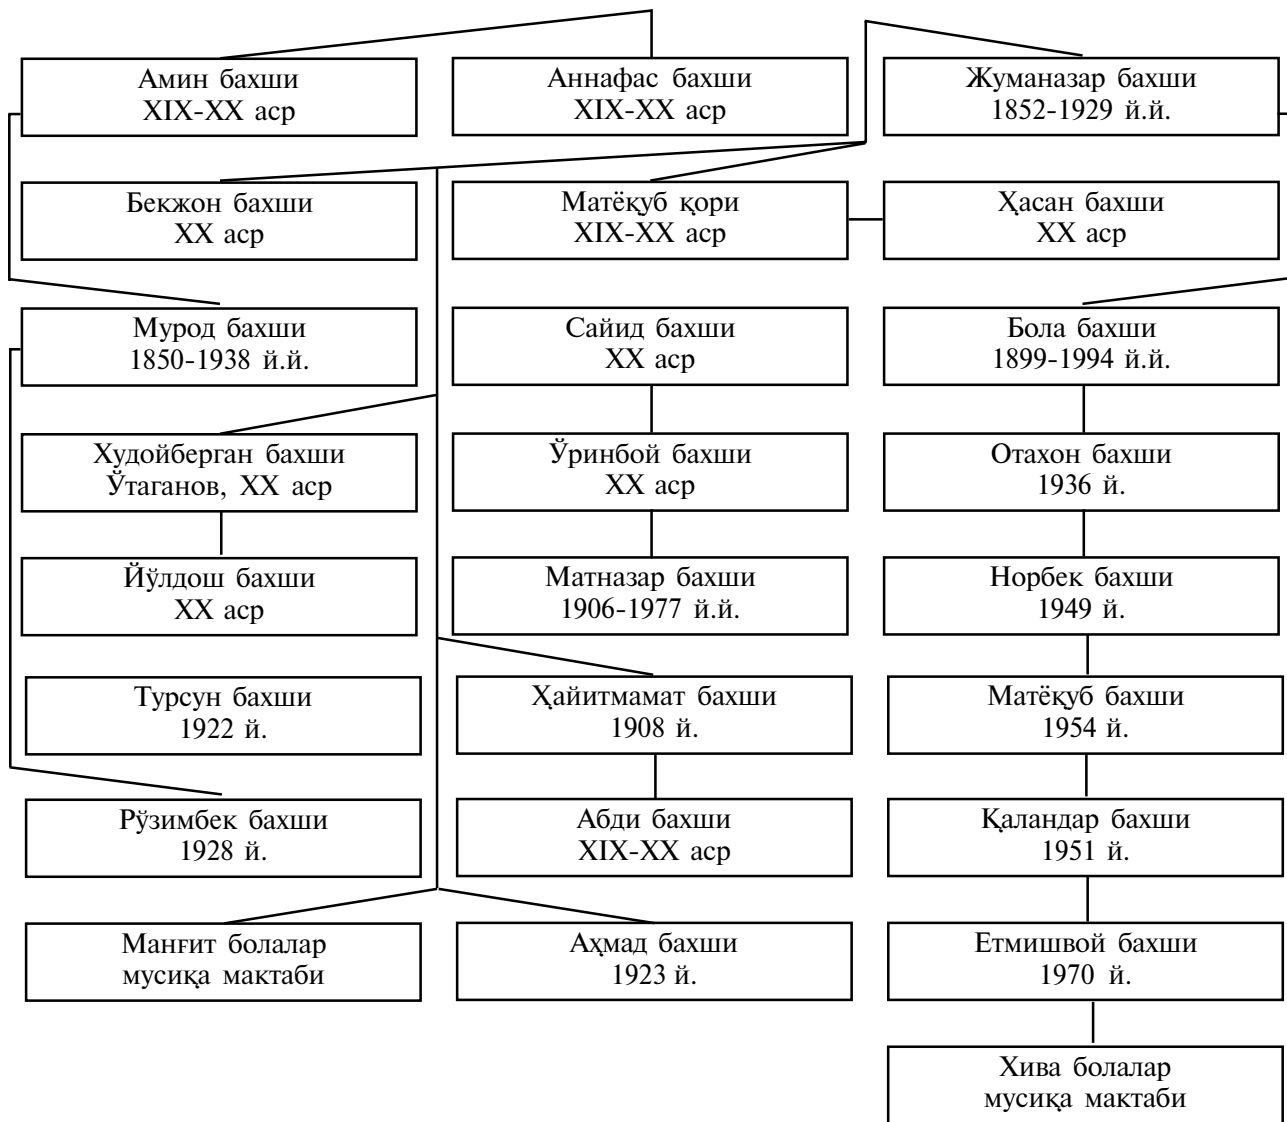 Амин бахши
XIX-XX аср
Аннафас бахши
XIX-XX аср
Жуманазар бахши
1852-1929 й.й.
Бекжон бахши
XX аср
Матёқуб қори
XIX-XX аср
Ҳасан бахши
XX аср
Мурод бахши
1850-1938 й.й.
Сайид бахши
XX аср
Бола бахши
1899-1994 й.й.
Худойберган бахши
Ўтаганов, XX аср
Ўринбой бахши
XX аср
Отахон бахши
1936 й.
Йўлдош бахши
XX аср
Матназар бахши
1906-1977 й.й.
Норбек бахши
1949 й.
Турсун бахши
1922 й.
Ҳайитмамат бахши
1908 й.
Матёқуб бахши
1954 й.
Рўзимбек бахши
1928 й.
Абди бахши
XIX-XX аср
Қаландар бахши
1951 й.
Манғит болалар
мусиқа мактаби
Аҳмад бахши
1923 й.
Етмишвой бахши
1970 й.
Хива болалар
мусиқа мактаби